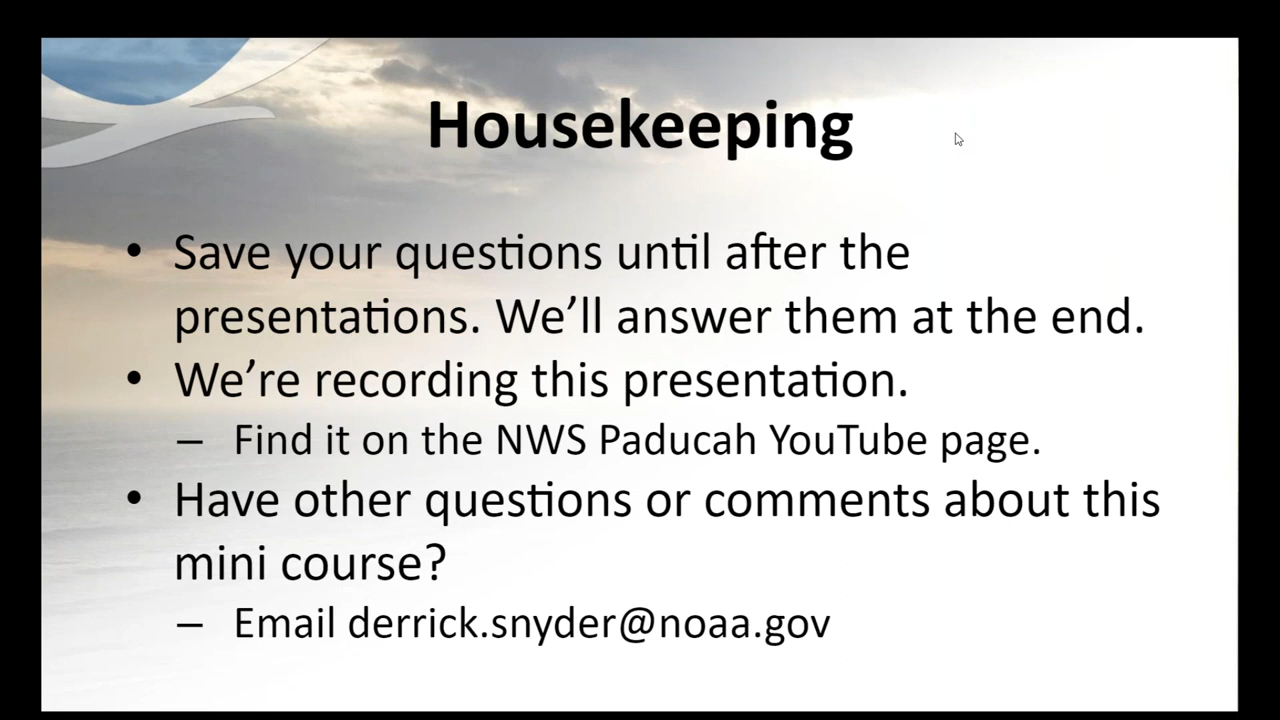 Housekeeping
• Save your questions until after the
presentations. We’ll answer them at the end.
• We’re recording this presentation.
– Find it on the NWS Paducah YouTube page.
• Have other questions or comments about this
mini course?
– Email derrick.snyder@noaa.gov